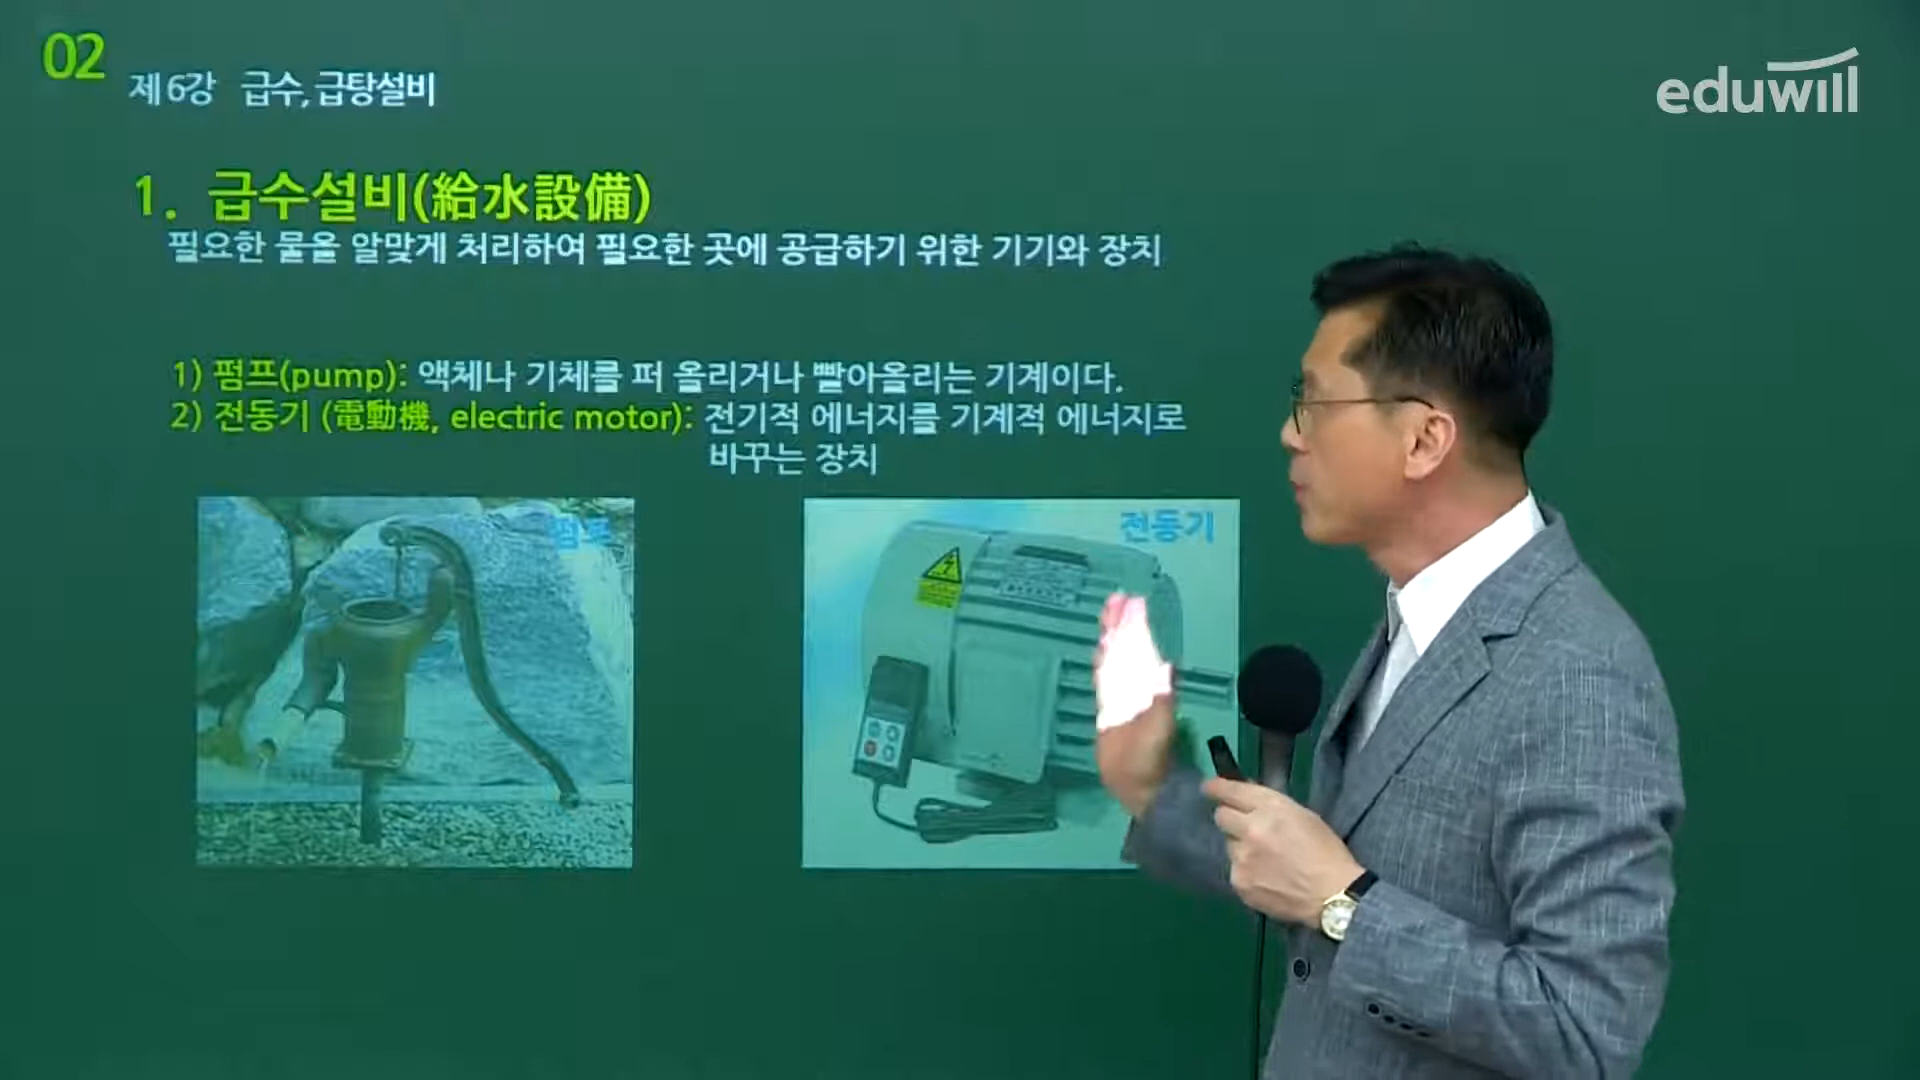 02
제6강 급수, 급탕설비
eduwill
1. 급수설비(給水設備)
필요한 물을 알맞게 처리하여 필요한 곳에 공급하기 위한 기기와 장치
1) 펌프(pump): 액체나 기체를 퍼 올리거나 빨아올리는 기계이다.
2) 전동기 (電動機, electric motor): 전기적 에너지를 기계적 에너지로
바꾸는 장치
펌프
전동기